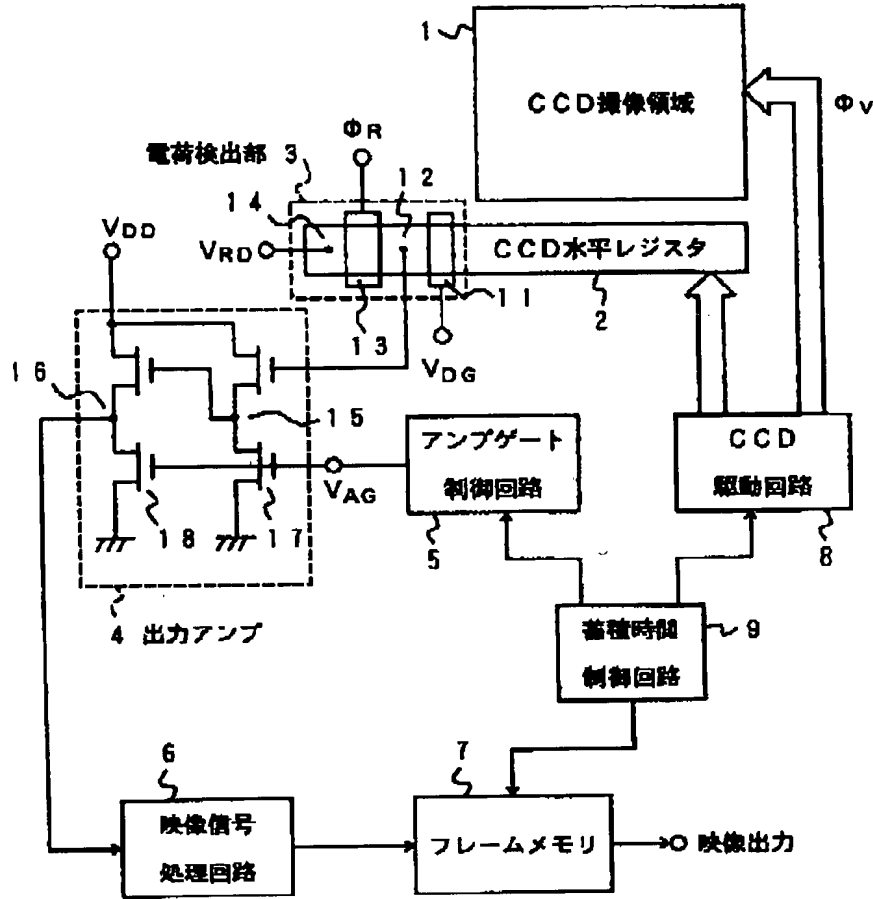 1
CCD撮像領域
ΦV
ΦR
電荷検出部 3
12
14
VDD
VRD
CCD水平レジスタ
11
2
13
VDG
16
15
アンプゲート
制御回路
CCD
駆動回路
VAG
18
17
5
8
4 出力アンプ
蓄積時間
制御回路
9
6
7
映像信号
処理回路
フレームメモリ
映像出力